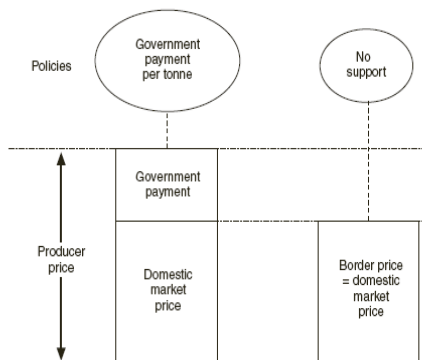 Government
payment
per tonne
No
support
Policies
Government
payment
Producer
price
Domestic
market
price
Border price
= domestic
market
price